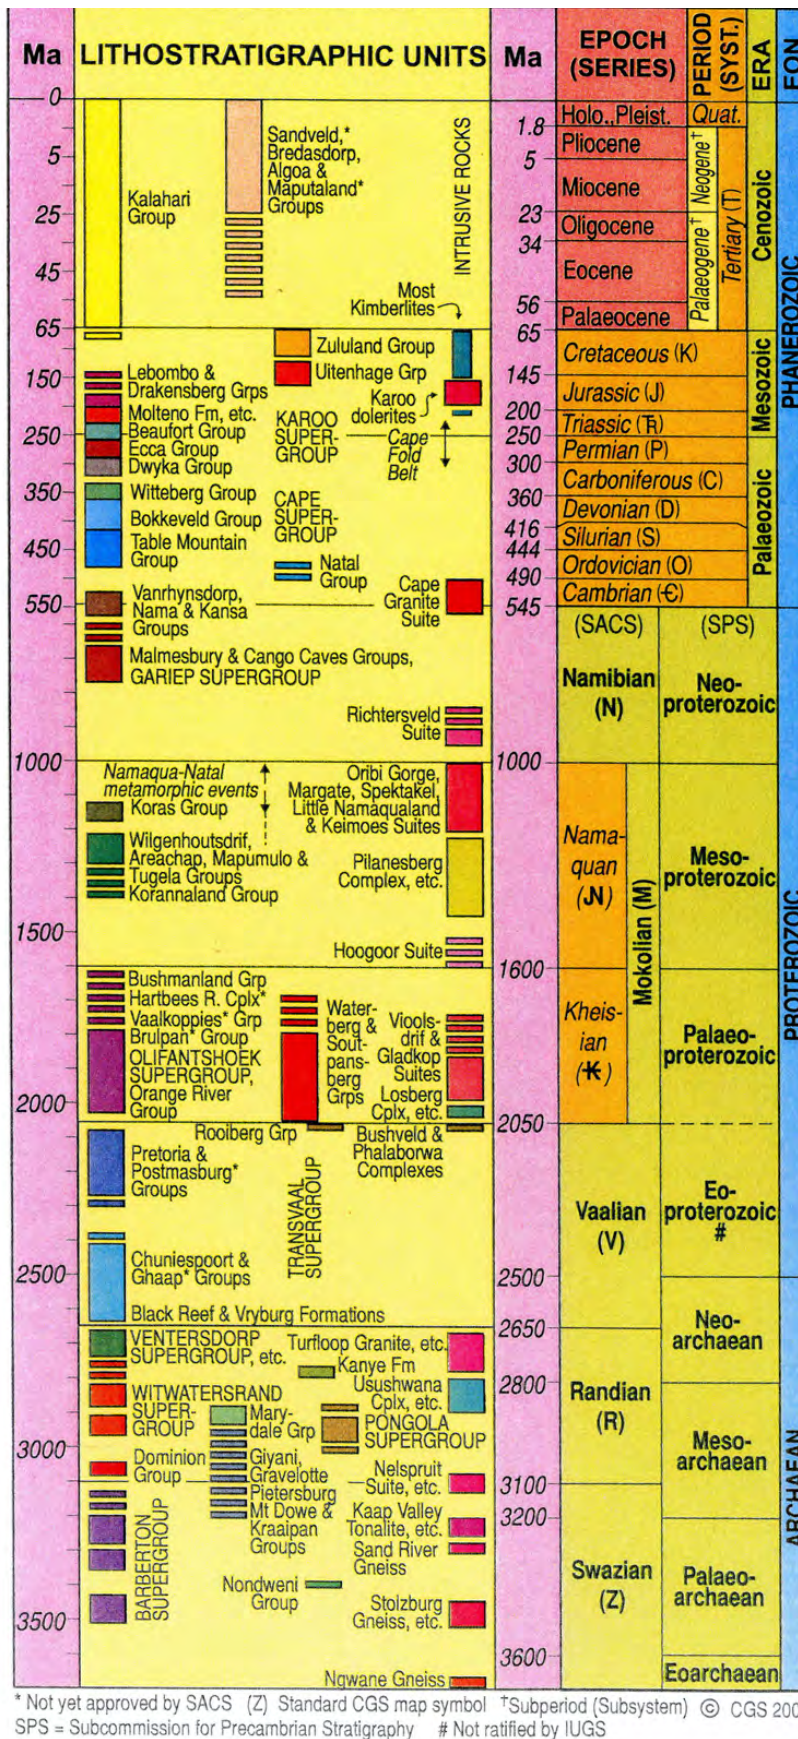 Ma
LITHOSTRATIGRAPHIC UNITS
Ma
EPOCH
(SERIES)
PERIOD
(SYST.)
ERA
EON
0
5
25
45
65
150
250
350
450
550
1000
1500
2000
2500
3000
3500
Kalahari
Group
Sandveld,*
Bredasdorp,
Algoa &
Maputaland*
Groups
INTRUSIVE ROCKS
Most
Kimberlites
Zululand Group
Uitenhage Grp
Lebombo &
Drakensberg Grps
Molteno Fm, etc.
Beaufort Group
Ecca Group
Dwyka Group
KAROO
SUPER-
GROUP
Karoo
dolerites
Cape
Fold
Belt
Witteberg Group
Bokkeveld Group
Table Mountain
Group
CAPE
SUPER-
GROUP
Natal
Group
Cape
Granite
Suite
Vanrhynsdorp,
Nama & Kansa
Groups
Malmesbury & Cango Caves Groups,
GARIEP SUPERGROUP
Richtersveld
Suite
Namaqua-Natal
metamorphic events
Koras Group
Oribi Gorge,
Margate, Spektakel,
Little Namaqualand
& Keimoes Suites
Wilgenhoutsdrif,
Areachap, Mapumulo &
Tugela Groups
Korannaland Group
Pilanesberg
Complex, etc.
Hoogoor Suite
Bushmanland Grp
Hartbees R. Cplx*
Vaalkoppies* Grp
Brulpan* Group
OLIFANTSHOEK
SUPERGROUP,
Orange River
Group
Water-
berg &
Sout-
pans-
berg
Grps
Viools-
drif &
Gladkop
Suites
Losberg
Cplx, etc.
Rooiberg Grp
Bushveld &
Phalaborwa
Complexes
Pretoria &
Postmasburg*
Groups
TRANSVAAL
SUPERGROUP
Chuniespoort &
Ghaap* Groups
Black Reef & Vryburg Formations
VENTERSDORP
SUPERGROUP, etc.
Turfloop Granite, etc.
Kanye Fm
WITWATERSRAND
SUPER-
GROUP
Usushwana
Cplx, etc.
Mary-
dale Grp
PONGOLA
SUPERGROUP
Dominion
Group
Giyani,
Gravelotte
Pietersburg
Mt Dowe &
Kraaipan
Groups
Nelspruit
Suite, etc.
Kaap Valley
Tonalite, etc.
Sand River
Gneiss
BARBERTON
SUPERGROUP
Nondweni
Group
Stolzburg
Gneiss, etc.
Ngwane Gneiss
1.8
5
23
34
56
65
145
200
250
300
360
416
444
490
545
1000
1600
2050
2500
2650
2800
3100
3200
3600
Holo.,Pleist.
Quat.
Pliocene
Miocene
Oligocene
Eocene
Palaeocene
Neogene†
Palaeogene†
Tertiary (T)
Cenozoic
Cretaceous (K)
Jurassic (J)
Triassic (Ꞧ)
Mesozoic
Permian (P)
Carboniferous (C)
Devonian (D)
Silurian (S)
Ordovician (O)
Cambrian (-Є)
Palaeozoic
PHANEROZOIC
(SACS)
(SPS)
Namibian
(N)
Neo-
proterozoic
Nama-
quan
(JN)
Mokolian (M)
Meso-
proterozoic
Kheis-
ian
(K)
Palaeo-
proterozoic
PROTEROZOIC
Vaalian
(V)
Eo-
proterozoic
#
Randian
(R)
Neo-
archaean
Meso-
archaean
Swazian
(Z)
Palaeo-
archaean
Eoarchaean
ARCHAEAN
* Not yet approved by SACS (Z) Standard CGS map symbol †Subperiod (Subsystem) © CGS 200
SPS = Subcommission for Precambrian Stratigraphy # Not ratified by IUGS